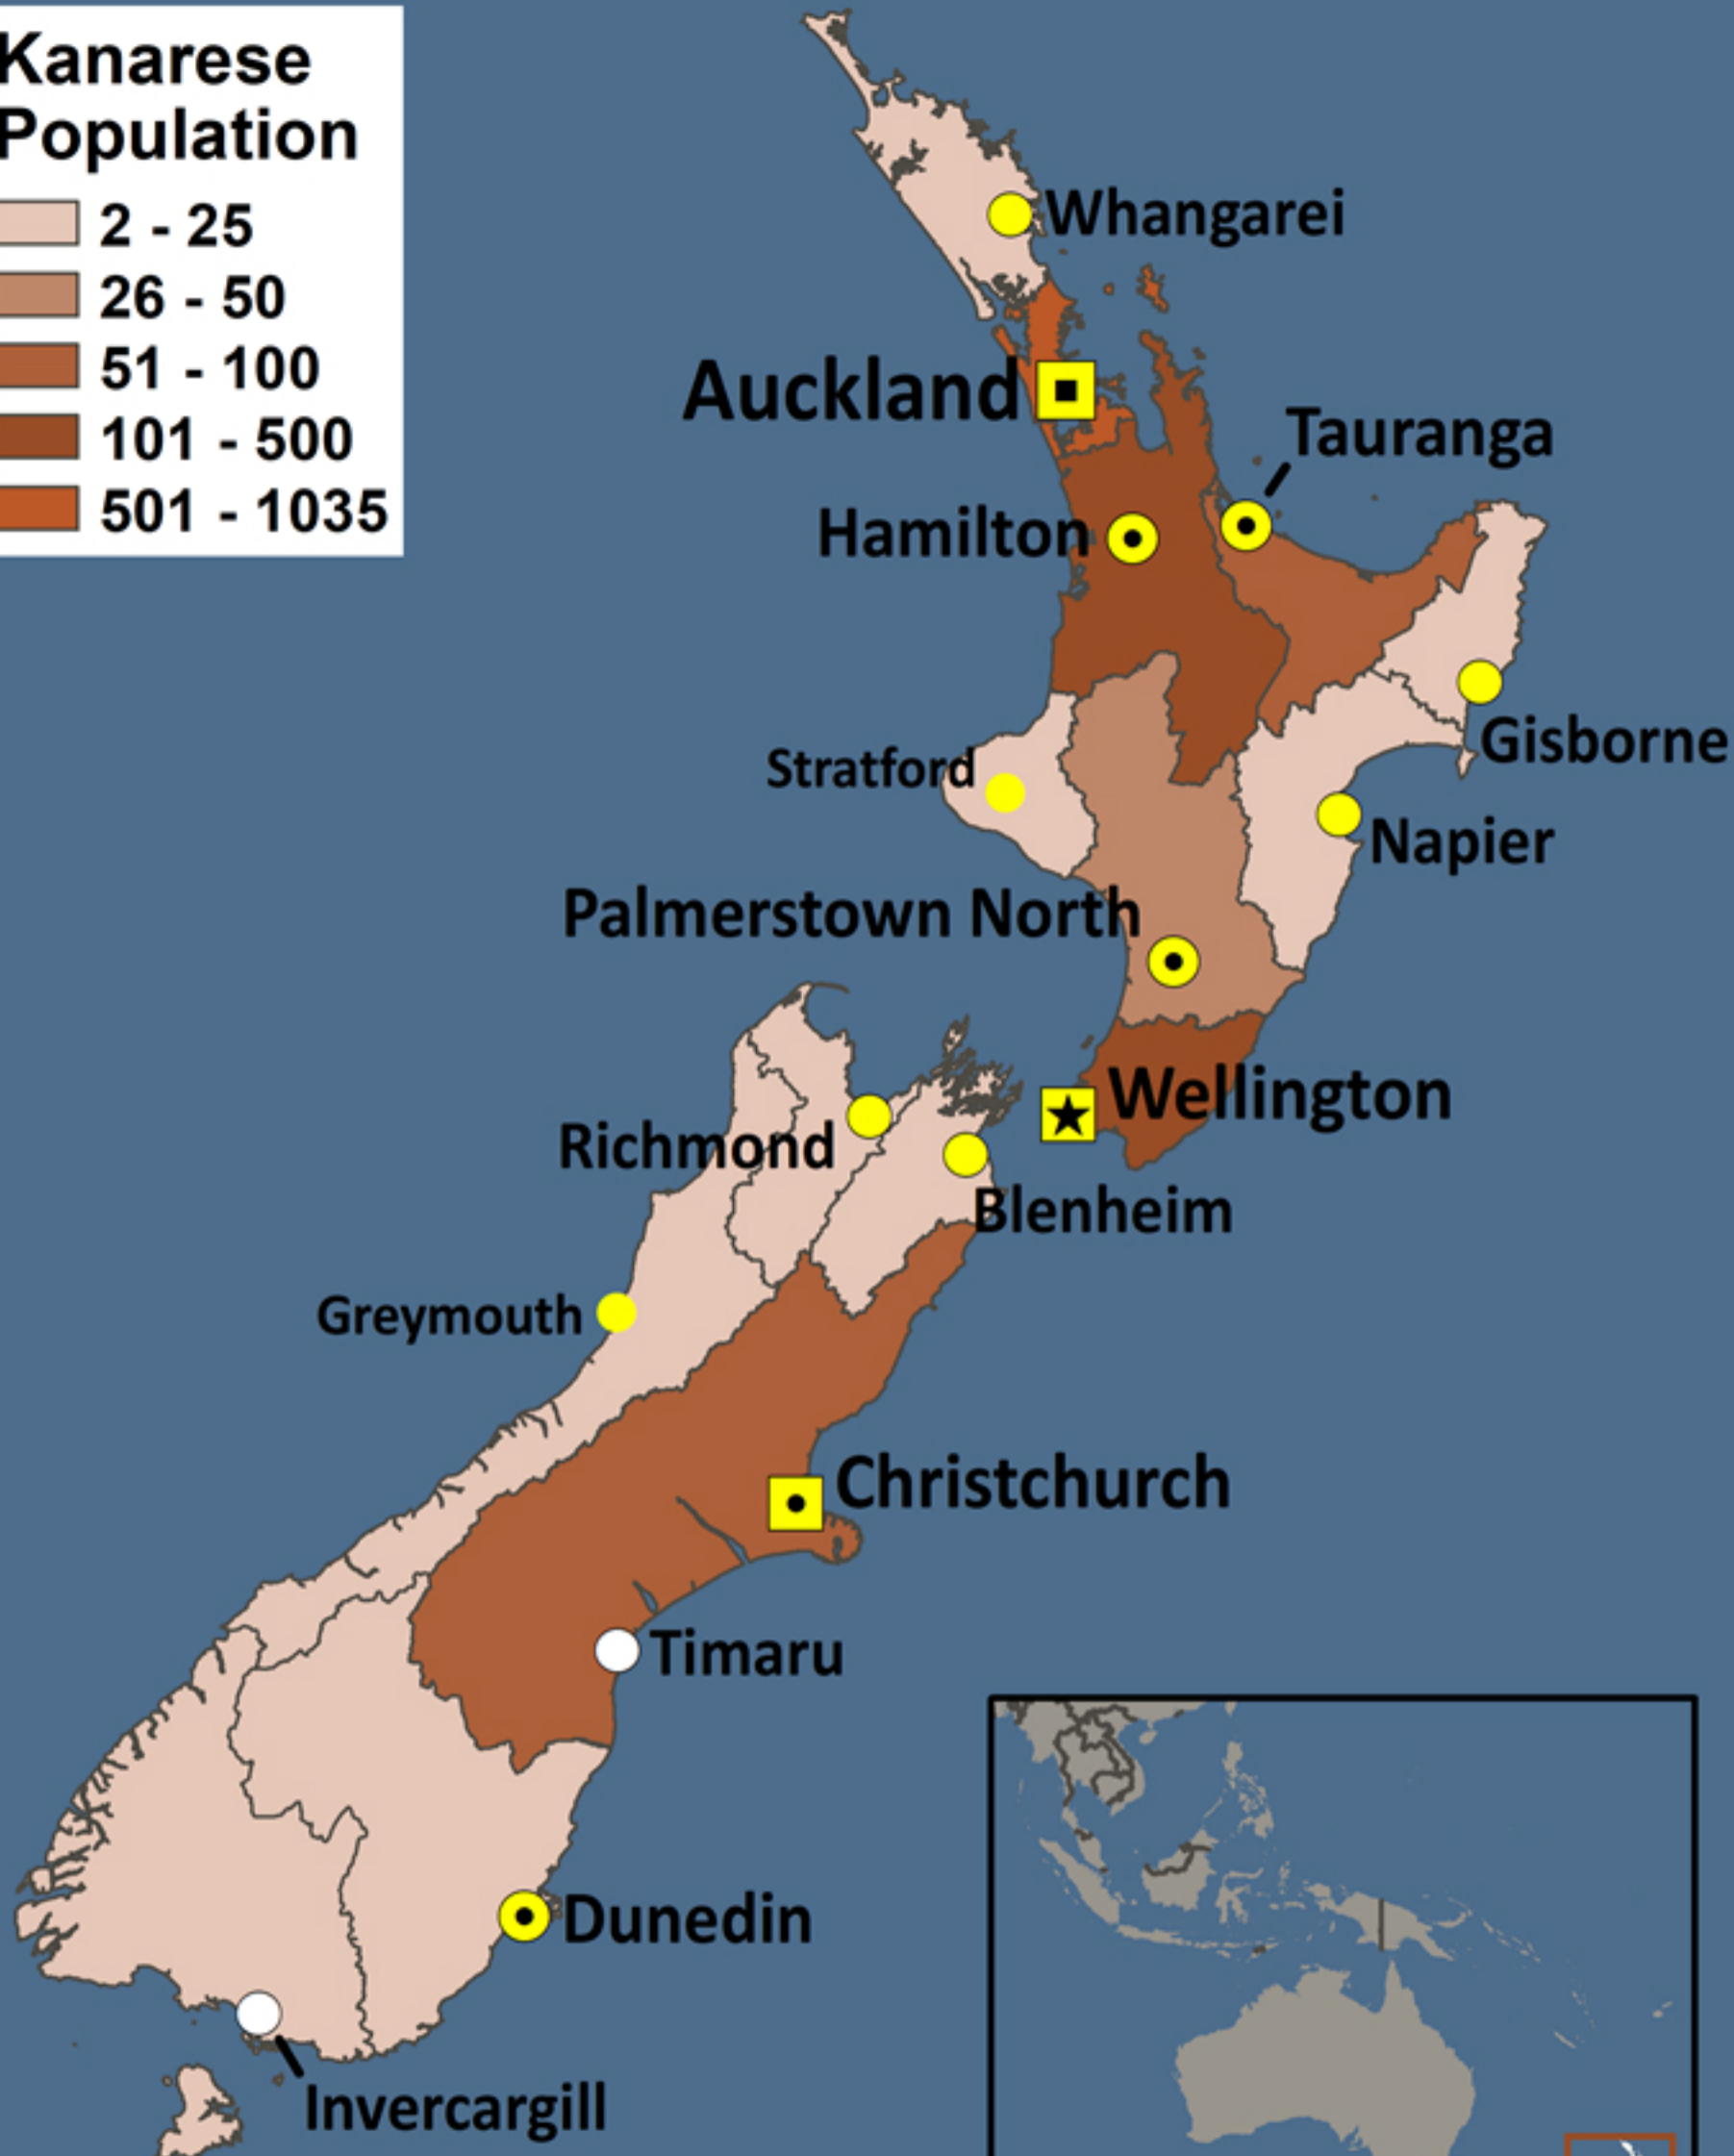 Kanarese
Population
2 - 25
26 - 50
51 - 100
101 - 500
501 - 1035
Whangarei
Auckland
Tauranga
Hamilton
Gisborne
Stratford
Napier
Palmerstown North
Wellington
Richmond
Blenheim
Greymouth
Christchurch
Timaru
Dunedin
Invercargill